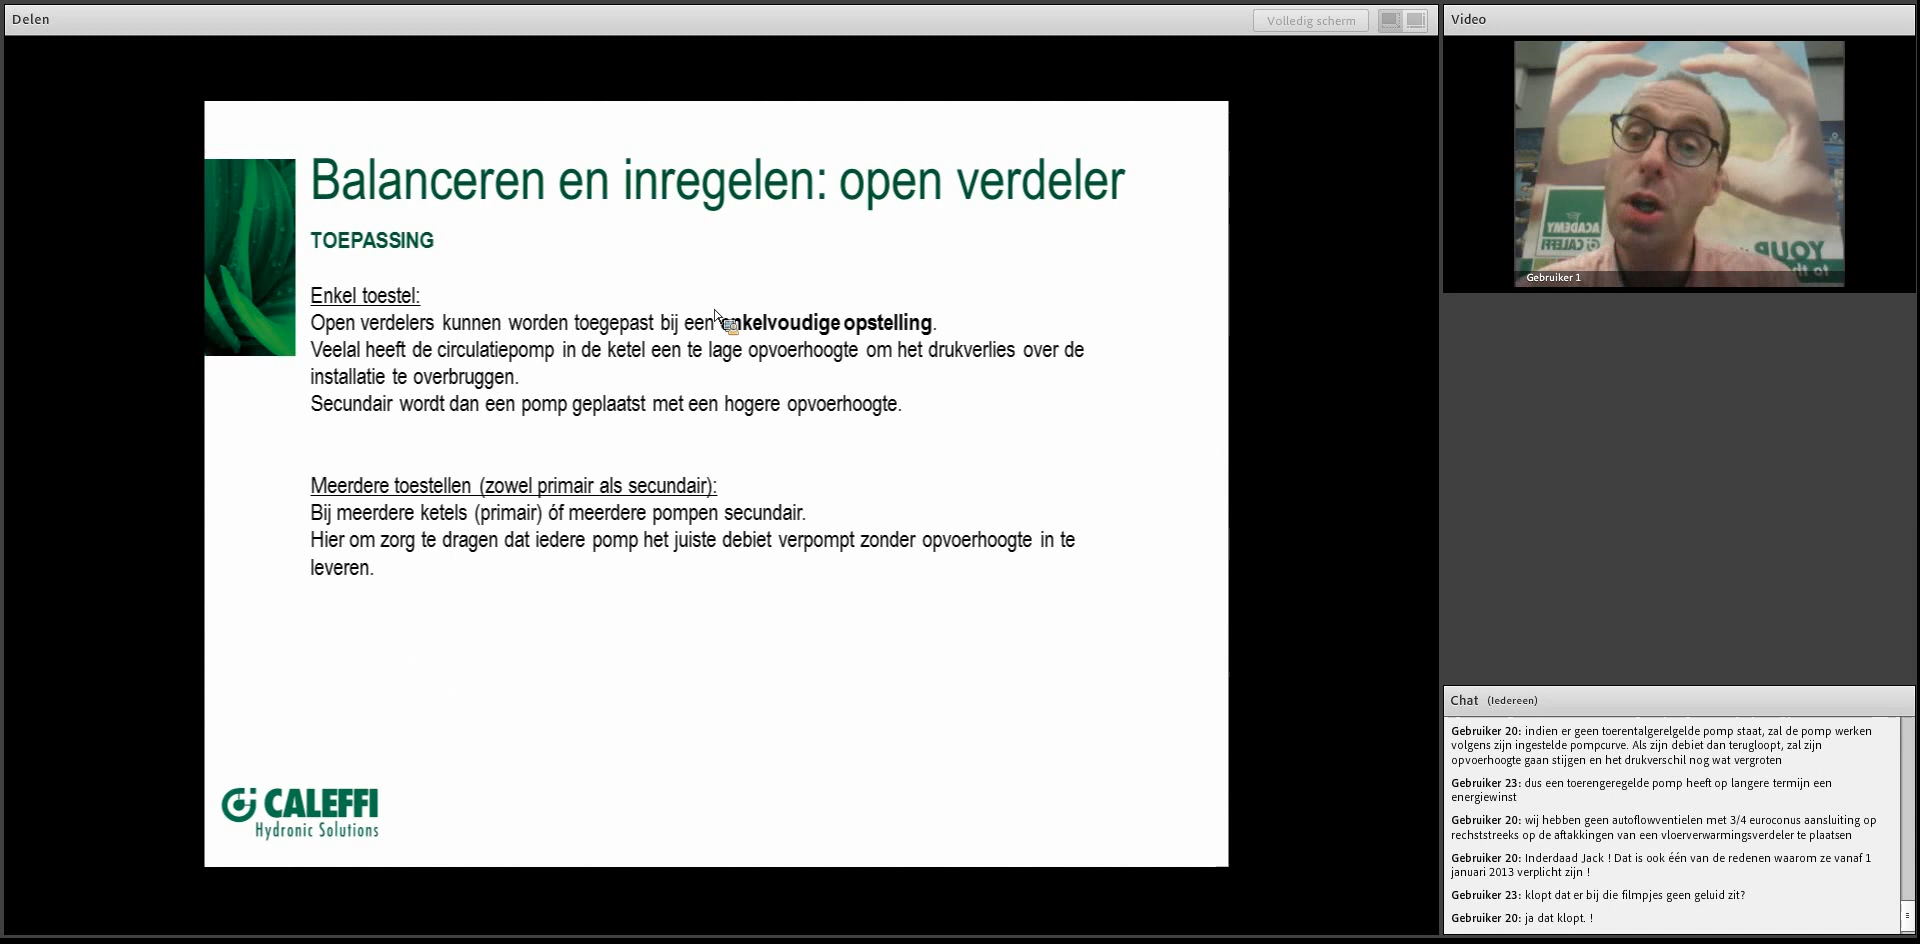 Delen
Volledig scherm
Video
Balanceren en inregelen: open verdeler
TOEPASSING
Enkel toestel:
Open verdelers kunnen worden toegepast bij een enkelvoudige opstelling.
Veelal heeft de circulatiepomp in de ketel een te lage opvoerhoogte om het drukverlies over de
installatie te overbruggen.
Secundair wordt dan een pomp geplaatst met een hogere opvoerhoogte.
Meerdere toestellen (zowel primair als secundair):
Bij meerdere ketels (primair) óf meerdere pompen secundair.
Hier om zorg te dragen dat iedere pomp het juiste debiet verpompt zonder opvoerhoogte in te
leveren.
CALEFFI
Hydronic Solutions
ACADEMY
CALEFFI
YOUR
to th
Gebruiker 1
Chat (Iedereen)
Gebruiker 20: indien er geen toerentalgerelgelde pomp staat, zal de pomp werken
volgens zijn ingestelde pompcurve. Als zijn debiet dan terugloopt, zal zijn
opvoerhoogte gaan stijgen en het drukverschil nog wat vergroten
Gebruiker 23: dus een toerengeregelde pomp heeft op langere termijn een
energiewinst
Gebruiker 20: wij hebben geen autoflowventielen met 3/4 euroconus aansluiting op
rechststreeks op de aftakkingen van een vloerverwarmingsverdeler te plaatsen
Gebruiker 20: Inderdaad Jack ! Dat is ook één van de redenen waarom ze vanaf 1
januari 2013 verplicht zijn !
Gebruiker 23: klopt dat er bij die filmpjes geen geluid zit?
Gebruiker 20: ja dat klopt. !